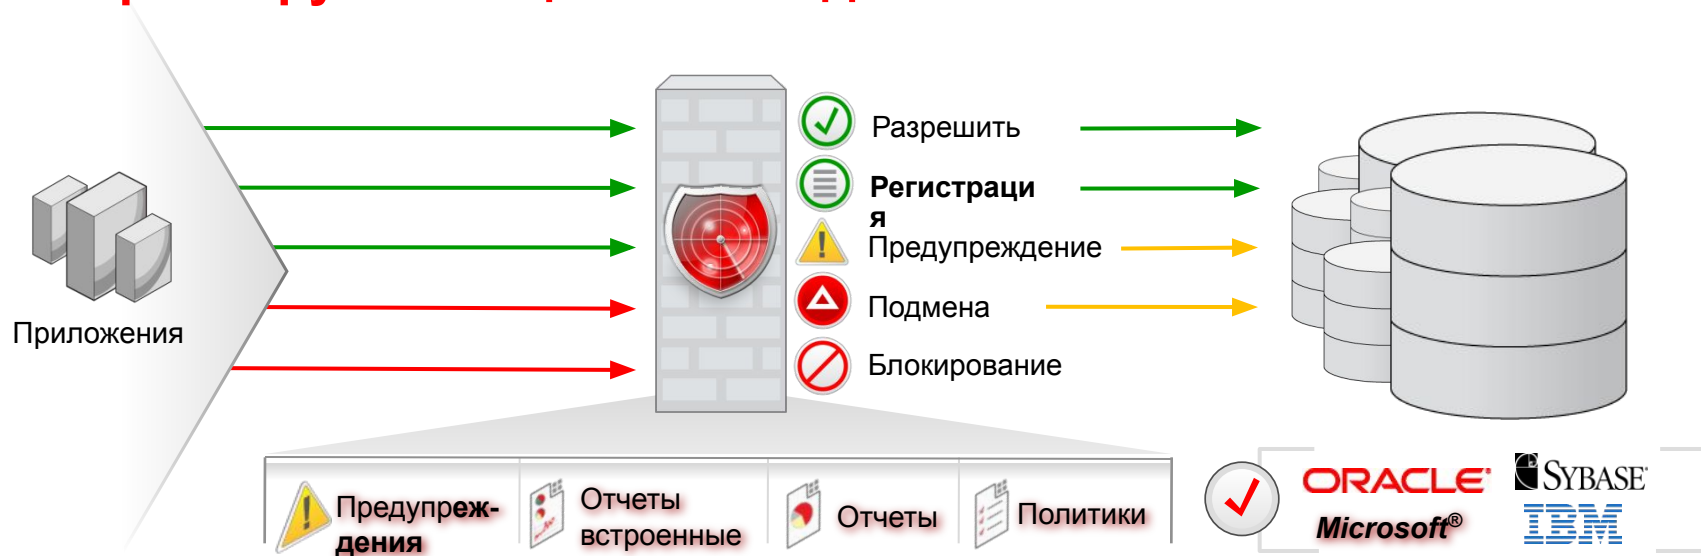 Приложения
Разрешить
Регистраци
я
Предупреждение
Подмена
Блокирование
Предупреж-
дения
Отчеты
встроенные
Отчеты
Политики
ORACLE
SYBASE
Microsoft®
IBM